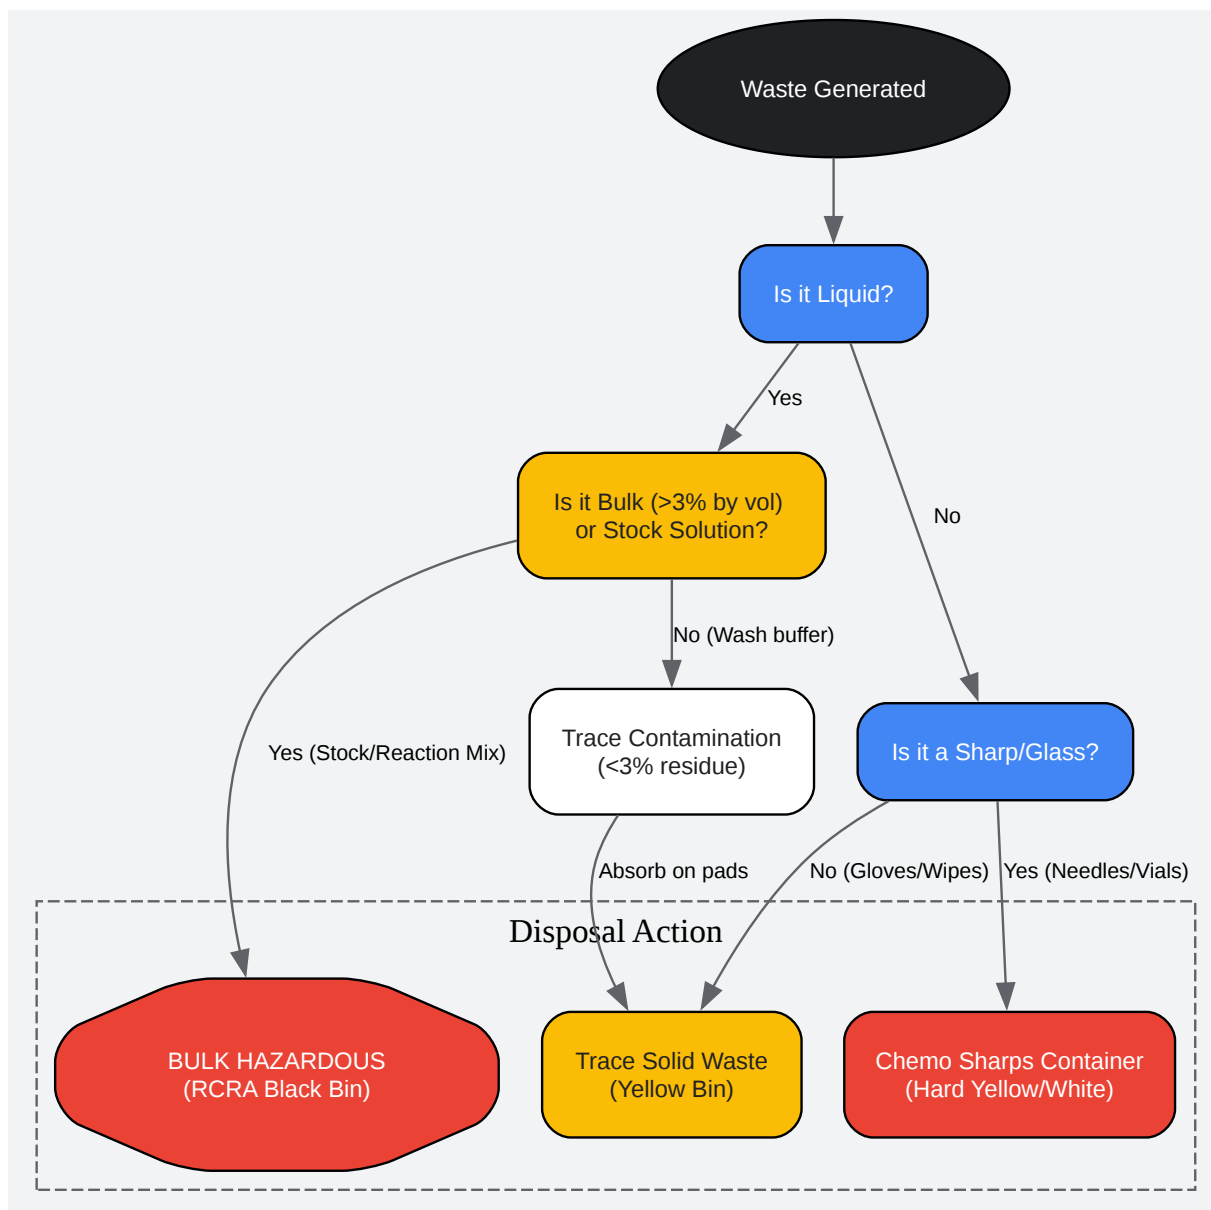 Waste Generated
Is it Liquid?
Yes
Is it Bulk (>3% by vol)
or Stock Solution?
No
No (Wash buffer)
Trace Contamination
(<3% residue)
Yes (Stock/Reaction Mix)
Is it a Sharp/Glass?
Absorb on pads
No (Gloves/Wipes)
Yes (Needles/Vials)
Disposal Action
BULK HAZARDOUS
(RCRA Black Bin)
Trace Solid Waste
(Yellow Bin)
Chemo Sharps Container
(Hard Yellow/White)